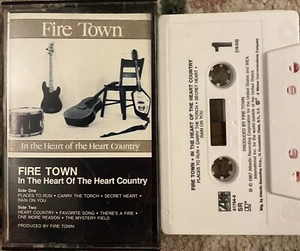 Fire Town
In the Heart of the Heart Country
FIRE TOWN
In The Heart Of The Heart Country
Side One
PLACES TO RUN • CARRY THE TORCH • SECRET HEART •
RAIN ON YOU
Side Two
HEART COUNTRY • FAVORITE SONG • THERE'S A FIRE •
ONE MORE REASON • THE MYSTERY FIELD
PRODUCED BY FIRE TOWN
1
FIRE TOWN • IN THE HEART OF THE HEART COUNTRY
PLACES TO RUN • CARRY THE TORCH • SECRET HEART •
RAIN ON YOU
PRODUCED BY FIRE TOWN
SR